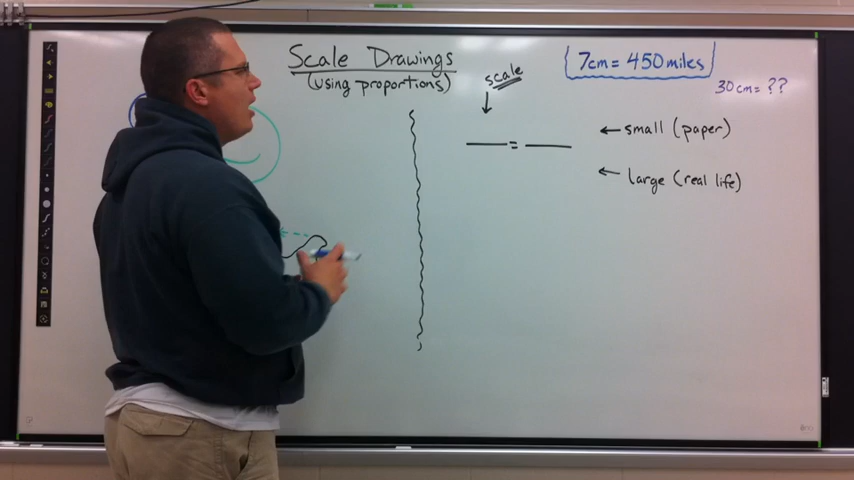 Scale Drawings
(using proportions)
scale
7cm = 450 miles
30 cm = ??
=
← small (paper)
← large (real life)